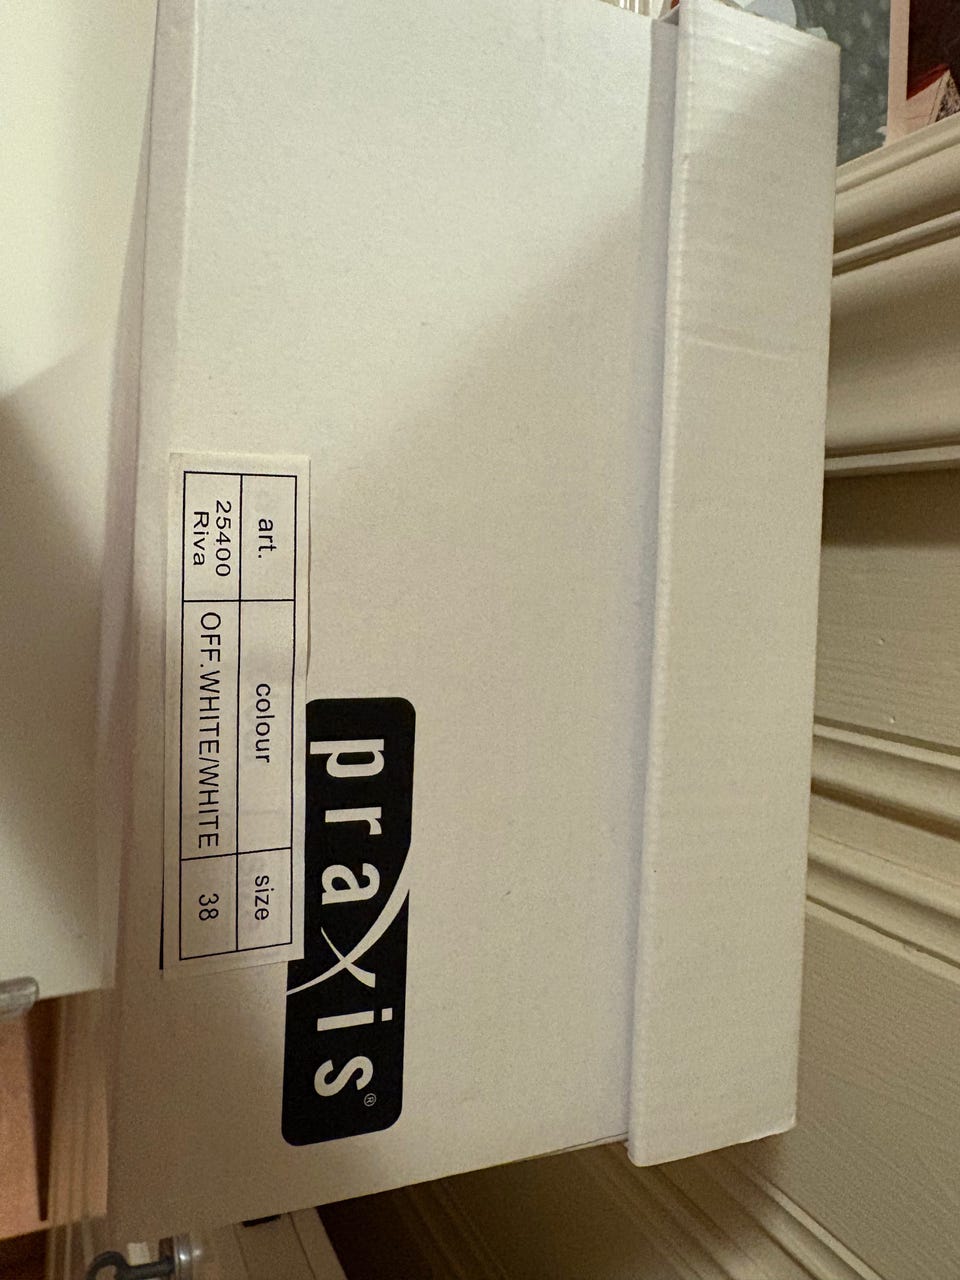 art. colour size
25400 OFF.WHITE/WHITE 38
Riva
praxis®